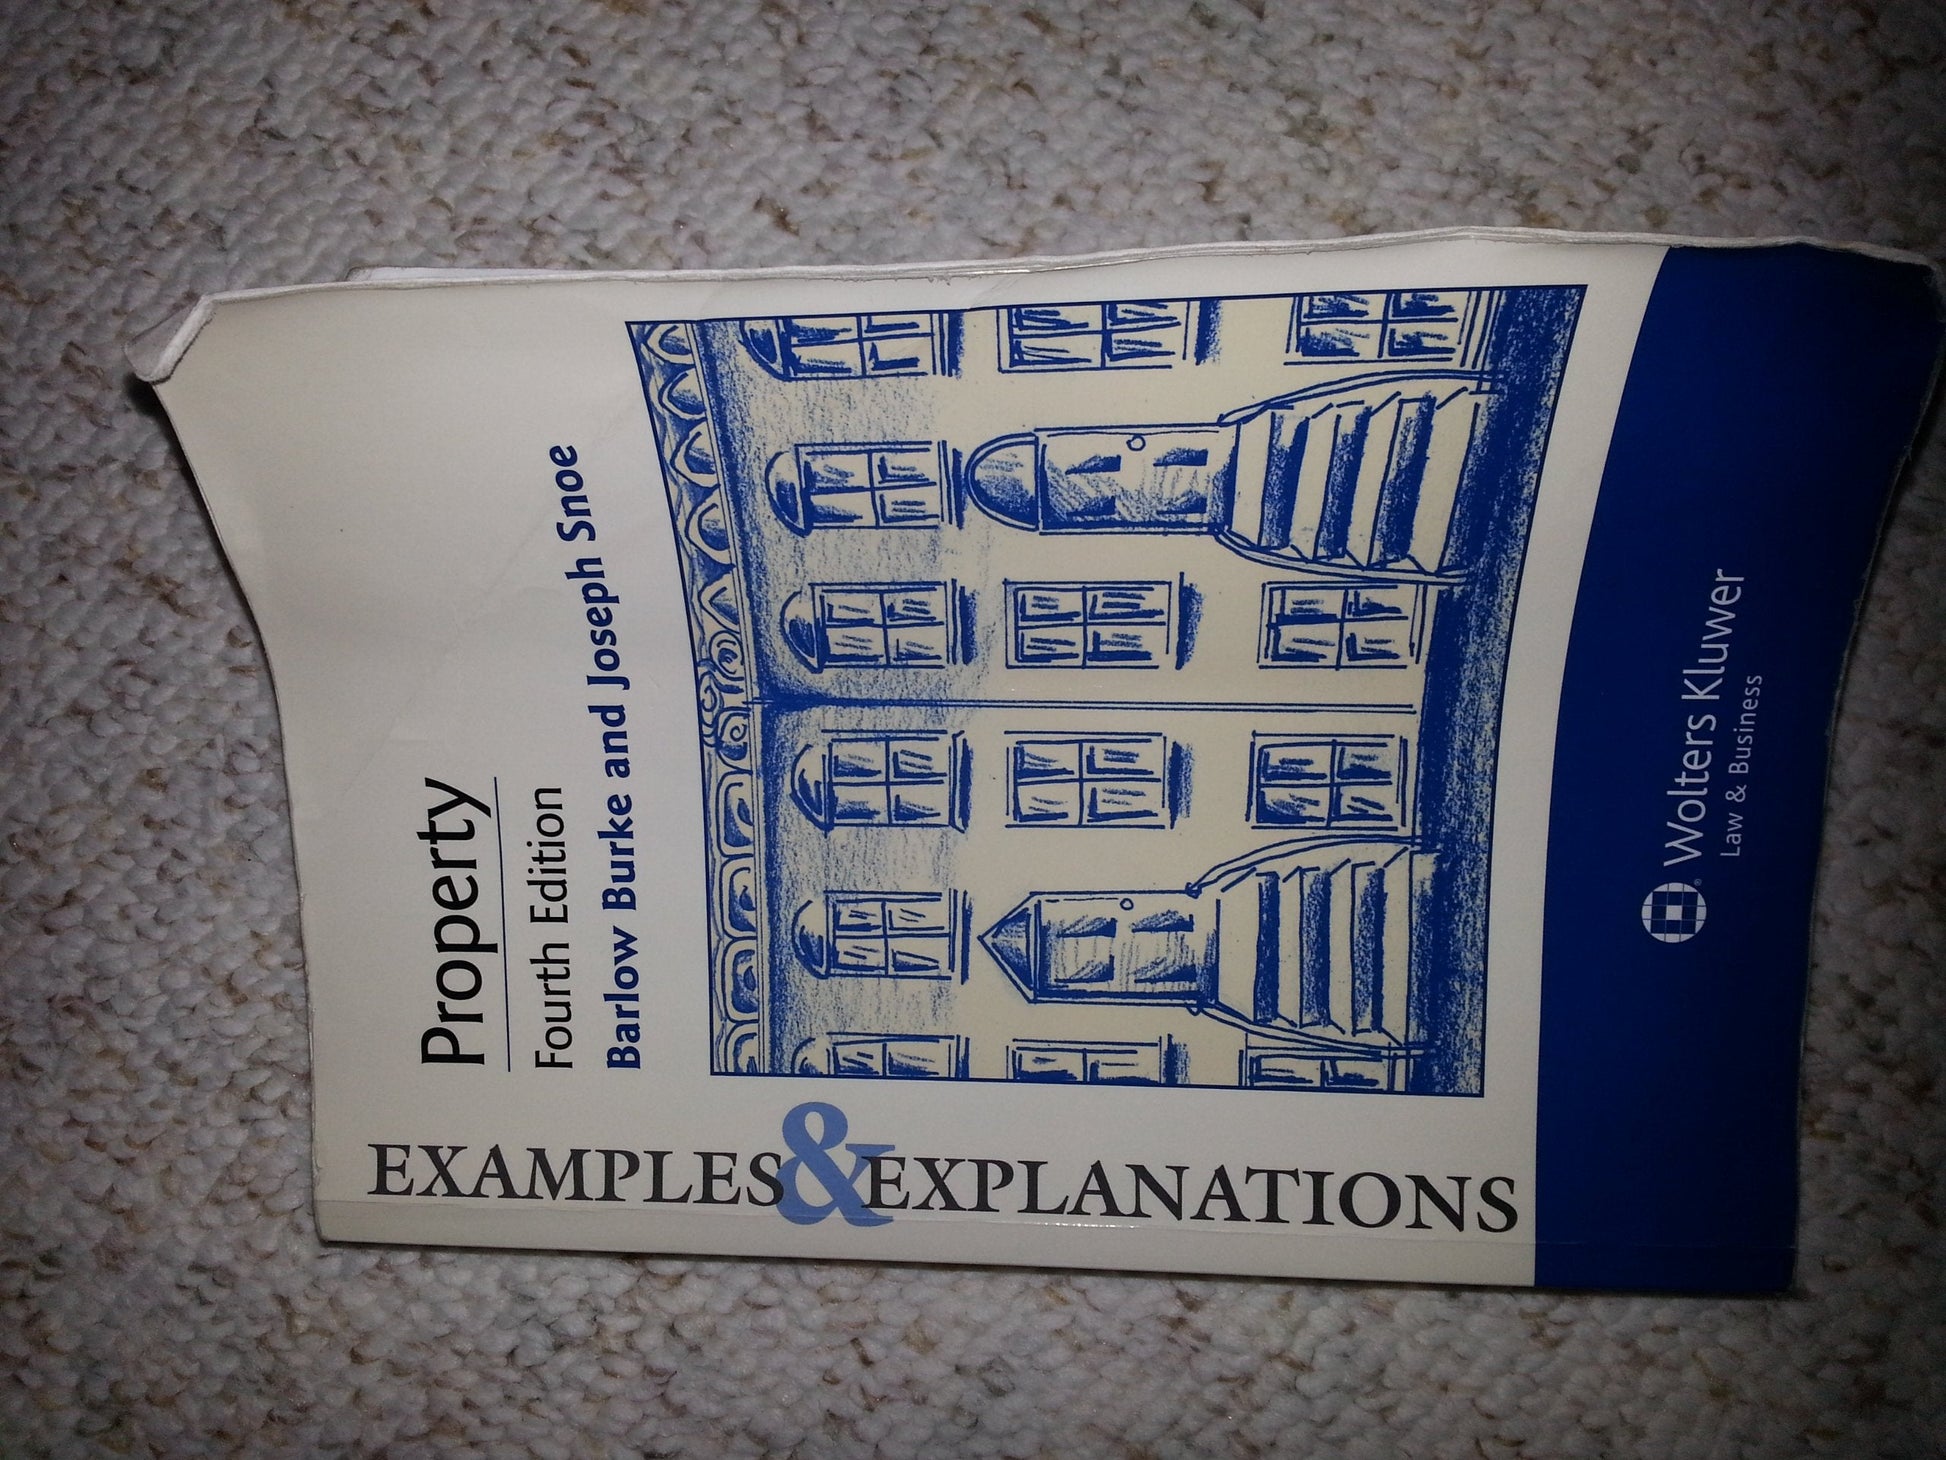 Property
Fourth Edition
Barlow Burke and Joseph Snoe
EXAMPLES & EXPLANATIONS
Wolters Kluwer
Law & Business